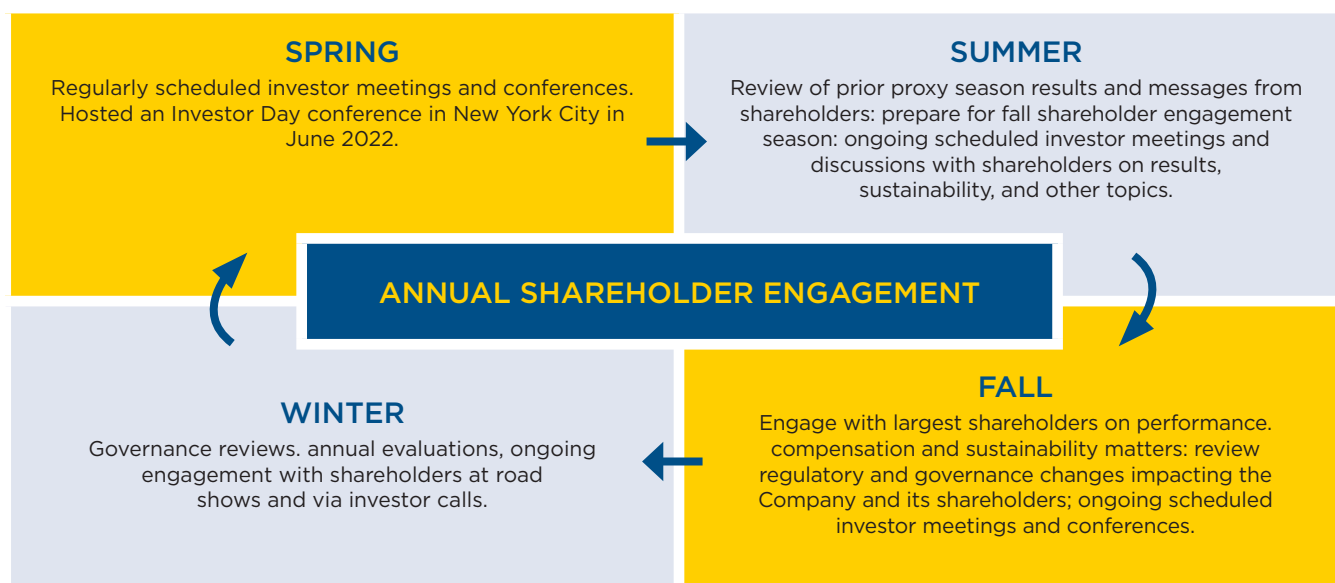 SPRING
Regularly scheduled investor meetings and conferences.
Hosted an Investor Day conference in New York City in
June 2022.
SUMMER
Review of prior proxy season results and messages from
shareholders: prepare for fall shareholder engagement
season: ongoing scheduled investor meetings and
discussions with shareholders on results,
sustainability, and other topics.
ANNUAL SHAREHOLDER ENGAGEMENT
WINTER
Governance reviews. annual evaluations, ongoing
engagement with shareholders at road
shows and via investor calls.
FALL
Engage with largest shareholders on performance.
compensation and sustainability matters: review
regulatory and governance changes impacting the
Company and its shareholders; ongoing scheduled
investor meetings and conferences.